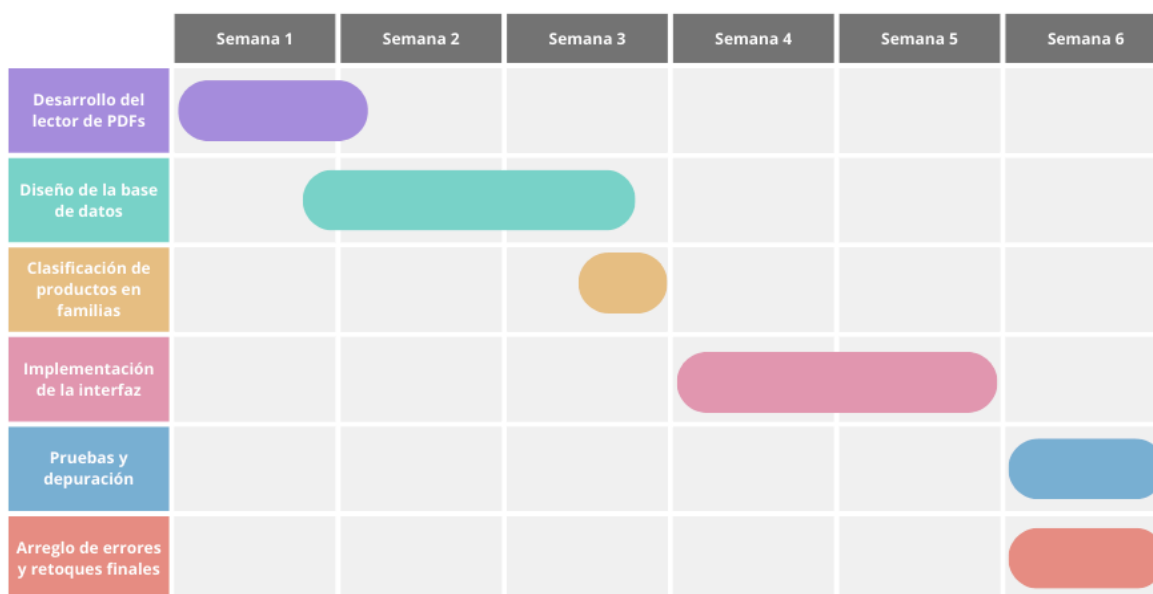 Semana 1
Semana 2
Semana 3
Semana 4
Semana 5
Semana 6
Desarrollo del
lector de PDFs
Diseño de la base
de datos
Clasificación de
productos en
familias
Implementación
de la interfaz
Pruebas y
depuración
Arreglo de errores
y retoques finales